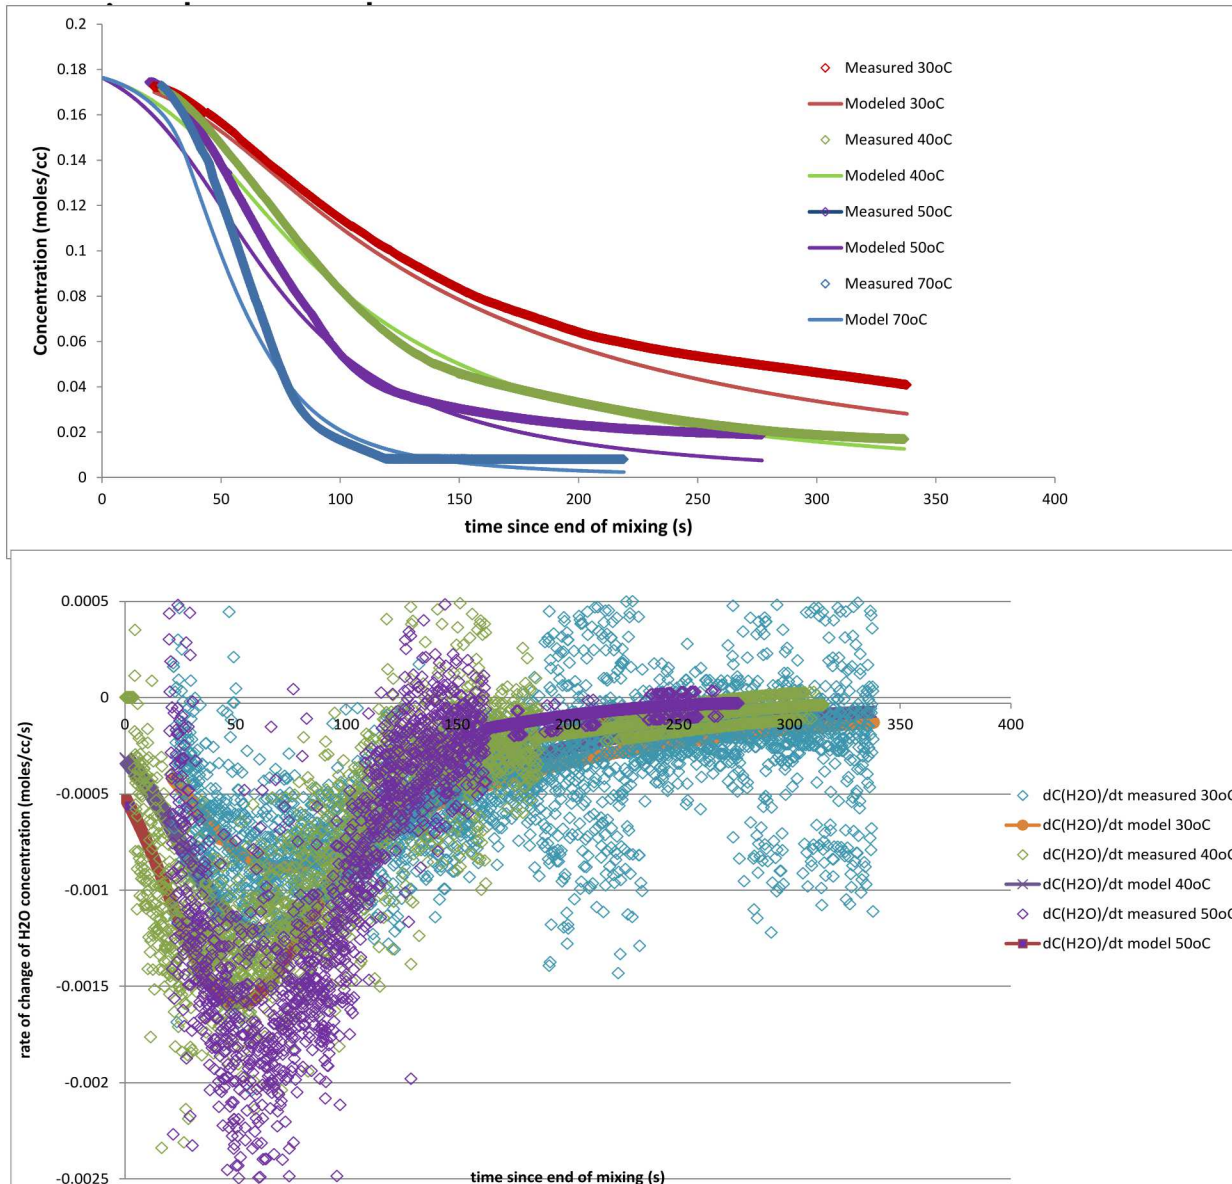 0.2
0.18
0.16
0.14
0.12
0.1
0.08
0.06
0.04
0.02
0
0 50 100 150 200 250 300 350 400
Concentration (moles/cc)
time since end of mixing (s)
Measured 30oC
Modeled 30oC
Measured 40oC
Modeled 40oC
Measured 50oC
Modeled 50oC
Measured 70oC
Model 70oC
0.0005
0
-0.0005
-0.001
-0.0015
-0.002
-0.0025
0 50 100 150 200 250 300 350 400
rate of change of H2O concentration (moles/cc/s)
time since end of mixing (s)
dC(H2O)/dt measured 30oC
dC(H2O)/dt model 30oC
dC(H2O)/dt measured 40oC
dC(H2O)/dt model 40oC
dC(H2O)/dt measured 50oC
dC(H2O)/dt model 50oC